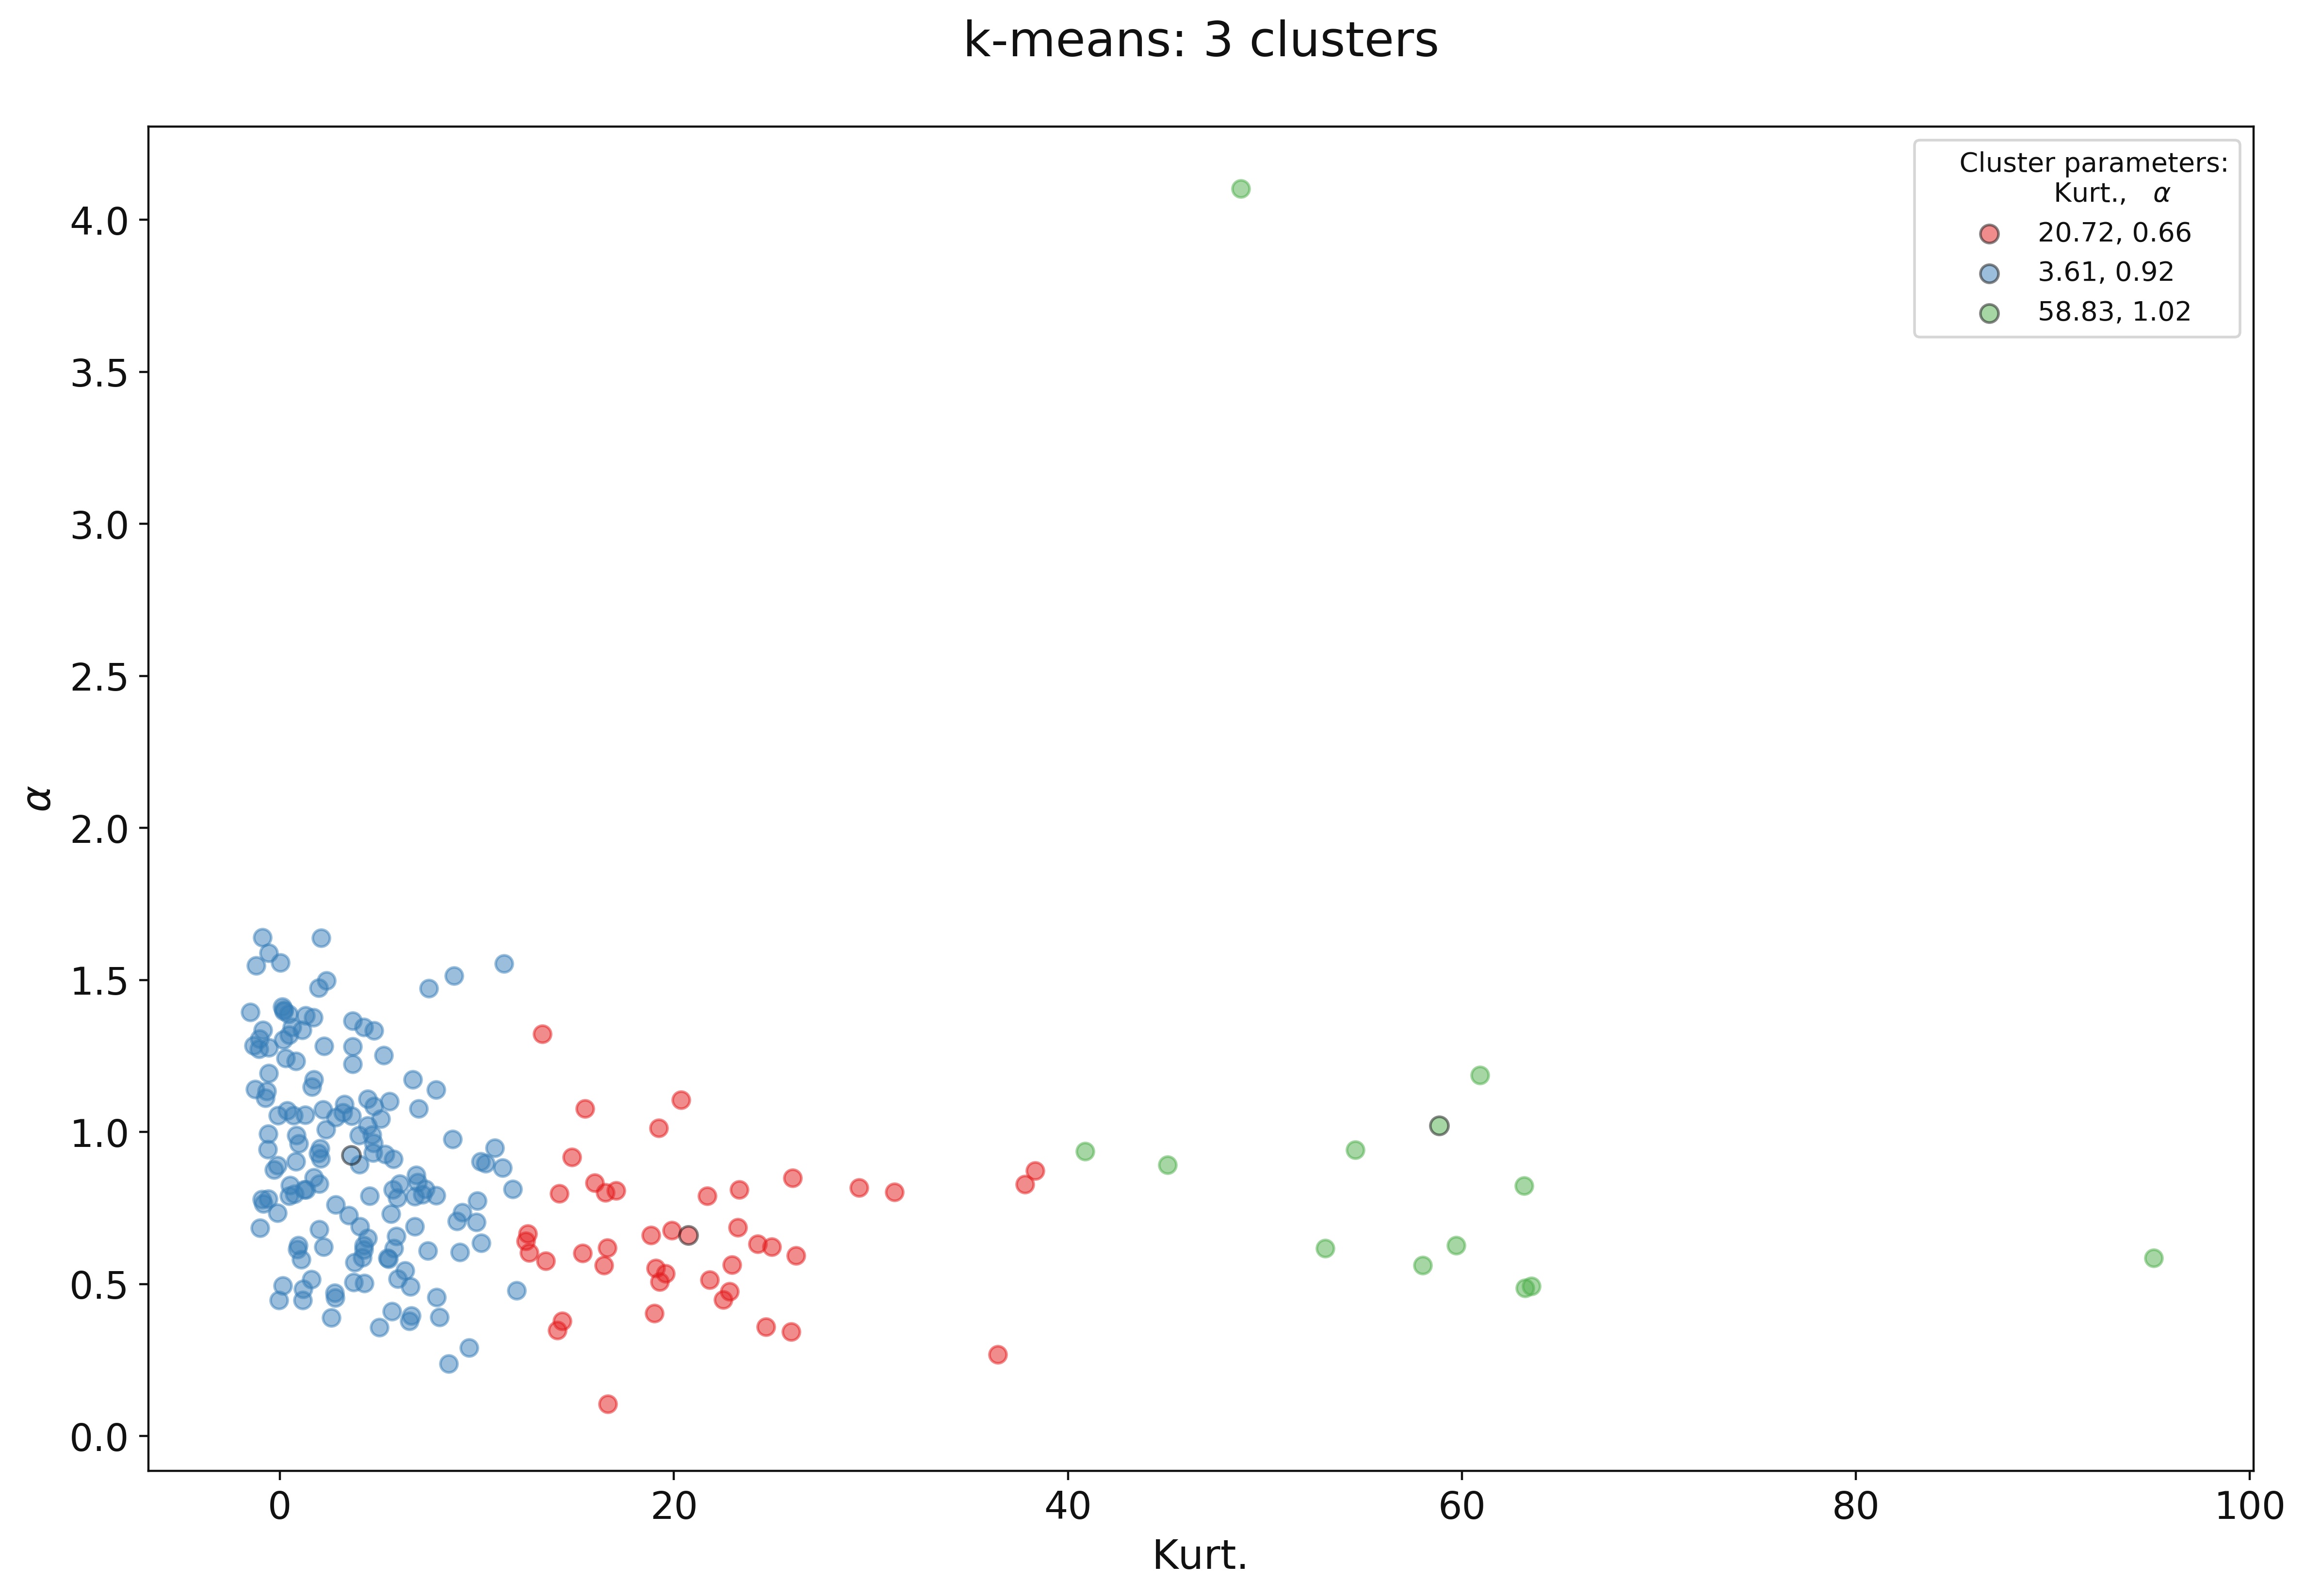 k-means: 3 clusters
Cluster parameters:
Kurt., α
20.72, 0.66
3.61, 0.92
58.83, 1.02
4.0
3.5
3.0
2.5
2.0
1.5
1.0
0.5
0.0
α
0 20 40 60 80 100
Kurt.